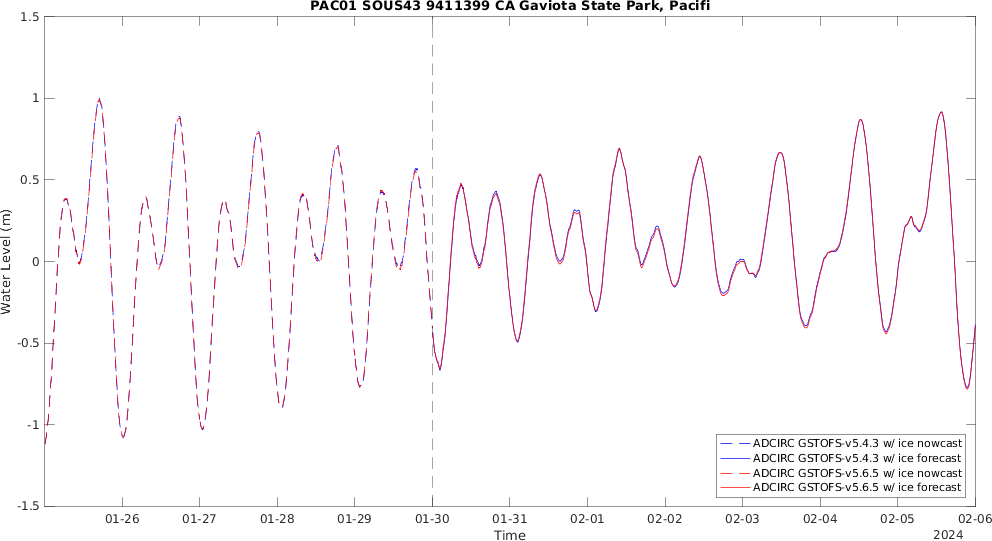 PAC01 SOUS43 9411399 CA Gaviota State Park, Pacifi
1.5
1
0.5
0
-0.5
-1
-1.5
Water Level (m)
ADCIRC GSTOFS-v5.4.3 w/ ice nowcast
ADCIRC GSTOFS-v5.4.3 w/ ice forecast
ADCIRC GSTOFS-v5.6.5 w/ ice nowcast
ADCIRC GSTOFS-v5.6.5 w/ ice forecast
01-26 01-27 01-28 01-29 01-30 01-31 02-01 02-02 02-03 02-04 02-05 02-06
Time
2024